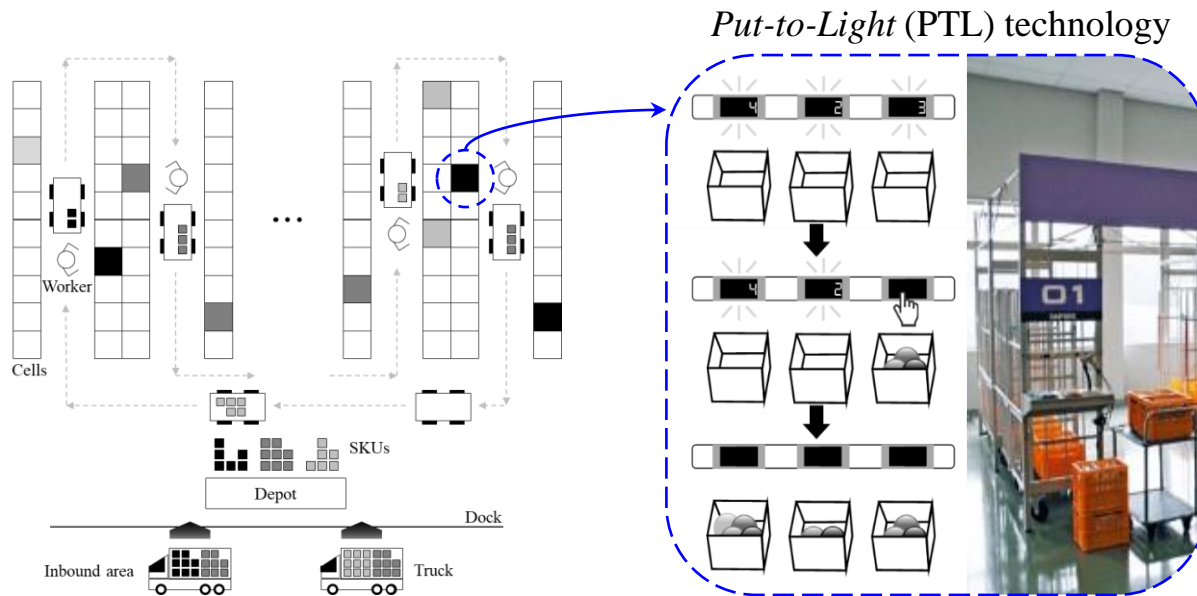 Put-to-Light (PTL) technology
Worker
Cells
SKUs
Depot
Dock
Inbound area
Truck
4 2 3
4 2
01